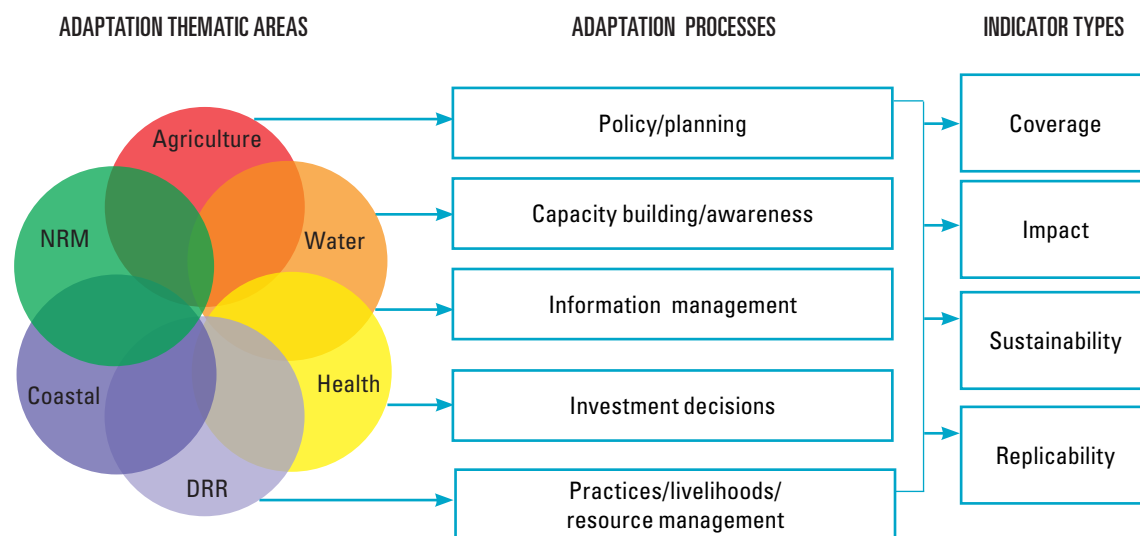 ADAPTATION THEMATIC AREAS
ADAPTATION PROCESSES
INDICATOR TYPES
Agriculture
NRM
Water
Coastal
Health
DRR
Policy/planning
Capacity building/awareness
Information management
Investment decisions
Practices/livelihoods/
resource management
Coverage
Impact
Sustainability
Replicability